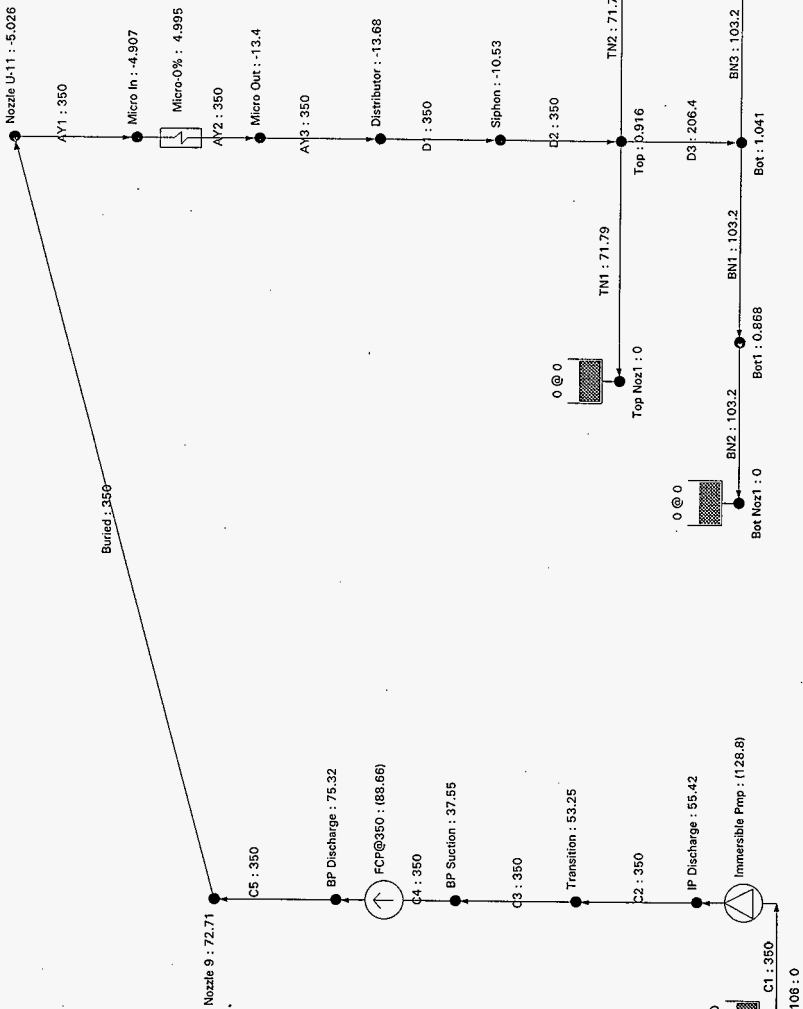 Nozzle U-11 : -5.026
AY1 : 350
Micro In : -4.907
Micro-0% : 4.995
AY2 : 350
Micro Out : -13.4
AY3 : 350
Distributor : -13.68
D1 : 350
Siphon : -10.53
D2 : 350
TN2 : 71.7
Top : 0.916
D3 : 206.4
BN3 : 103.2
Bot : 1.041
TN1 : 71.79
BN1 : 103.2
0 @ 0
Top Noz1 : 0
Bot1 : 0.868
BN2 : 103.2
0 @ 0
Bot Noz1 : 0
Buried : 350
Nozzle 9 : 72.71
C5 : 350
BP Discharge : 75.32
FCP@350 : (88.66)
C4 : 350
BP Suction : 37.55
C3 : 350
Transition : 53.25
C2 : 350
IP Discharge : 55.42
Immersible Pmp : (128.8)
C1 : 350
106 : 0